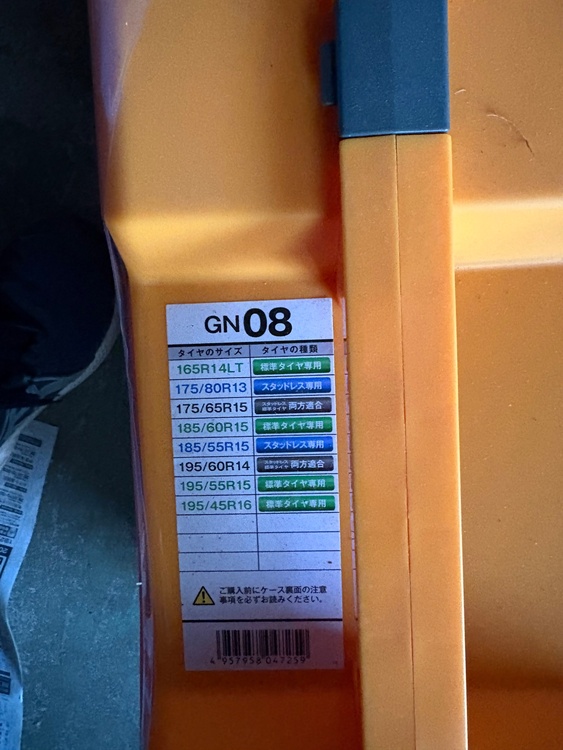 GN08
タイヤのサイズ タイヤの種類
165R14LT 標準タイヤ専用
175/80R13 スタッドレス専用
175/65R15 スタッドレス 標準タイヤ 両方適合
185/60R15 標準タイヤ専用
185/55R15 スタッドレス専用
195/60R14 スタッドレス 標準タイヤ 両方適合
195/55R15 標準タイヤ専用
195/45R16 標準タイヤ専用
ご購入前にケース裏面の注意
事項を必ずお読みください。
4957958047259